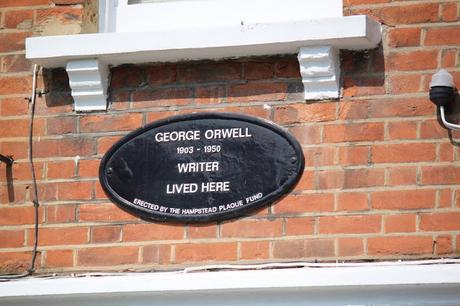 GEORGE ORWELL
1903 - 1950
WRITER
LIVED HERE
ERECTED BY THE HAMPSTEAD PLAQUE FUND